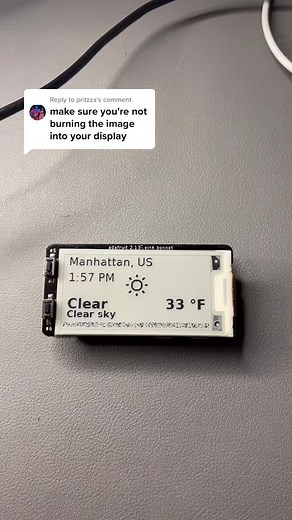 Reply to pritzza's comment
make sure you're not
burning the image
into your display
adafruit 2.13" eink bonnet
Manhattan, US
1:57 PM
Clear
33 °F
Clear sky